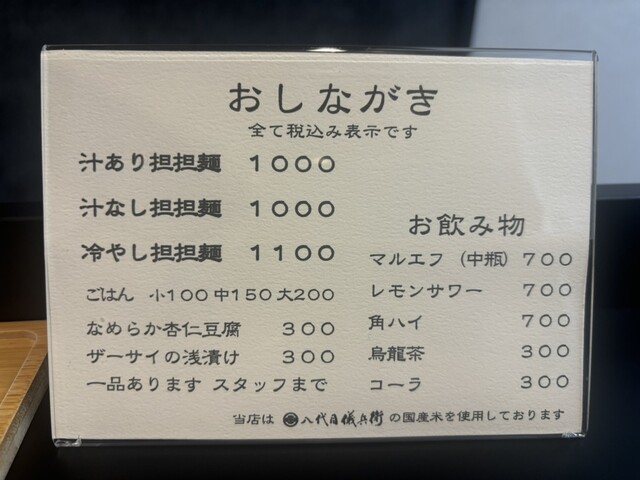 おしながき
全て税込み表示です
汁あり担担麺 1000
汁なし担担麺 1000
冷やし担担麺 1100
ごはん 小100 中150 大200
なめらか杏仁豆腐 300
ザーサイの浅漬け 300
一品あります スタッフまで
お飲み物
マルエフ (中瓶) 700
レモンサワー 700
角ハイ 700
烏龍茶 300
コーラ 300
当店は 八代目儀兵衛 の国産米を使用しております